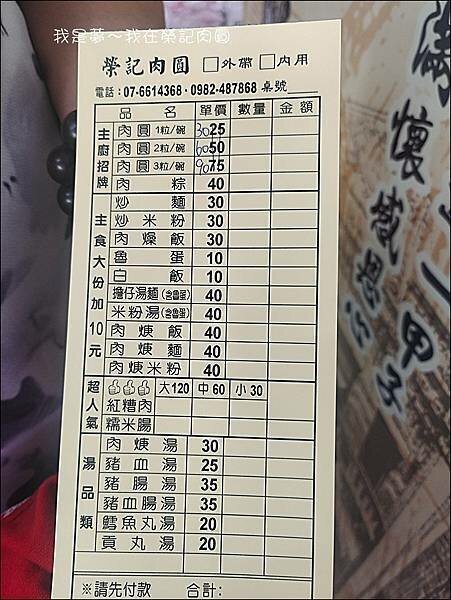 我是夢～我在榮記肉圓
榮記肉圓 □外帶 □內用
電話：07-6614368·0982-487868 桌號
品名 單價 數量 金額
主廚招牌
肉圓 1粒/碗 30 25
肉圓 2粒/碗 60 50
肉圓 3粒/碗 90 75
肉粽 40
主食大份加10元
炒麵 30
炒米粉 30
肉燥飯 30
魯蛋 10
白飯 10
擔仔湯麵(含魯蛋) 40
米粉湯(含魯蛋) 40
肉焿飯 40
肉焿麵 40
肉焿米粉 40
超人氣
大120 中60 小30
紅糟肉
糯米腸
湯品類
肉焿湯 30
豬血湯 25
豬腸湯 35
豬血腸湯 35
鱈魚丸湯 20
貢丸湯 20
※請先付款 合計：
滿懷感恩
一甲子